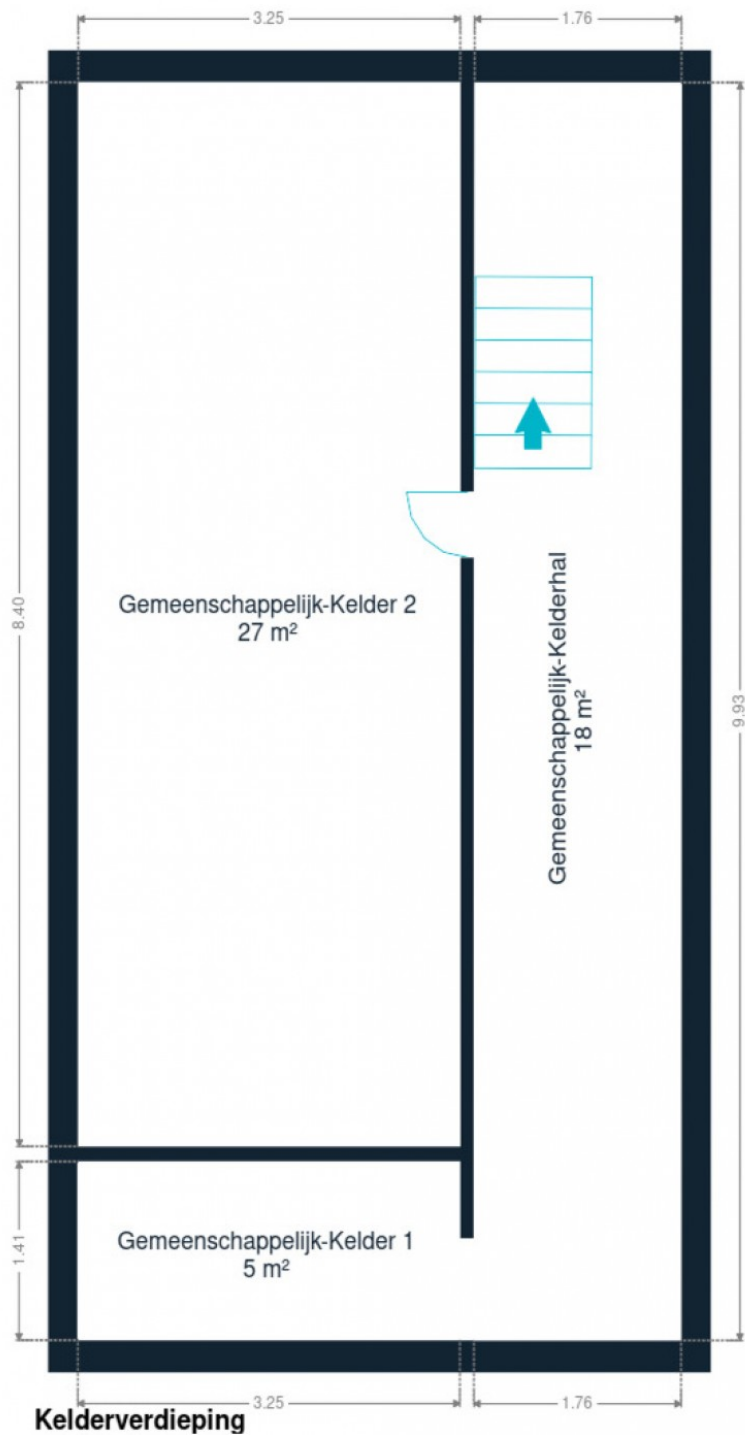 3.25
1.76
8.40
Gemeenschappelijk-Kelder 2
27 m²
Gemeenschappelijk-Kelderhal
18 m²
9.93
1.41
Gemeenschappelijk-Kelder 1
5 m²
3.25
1.76
Kelderverdieping